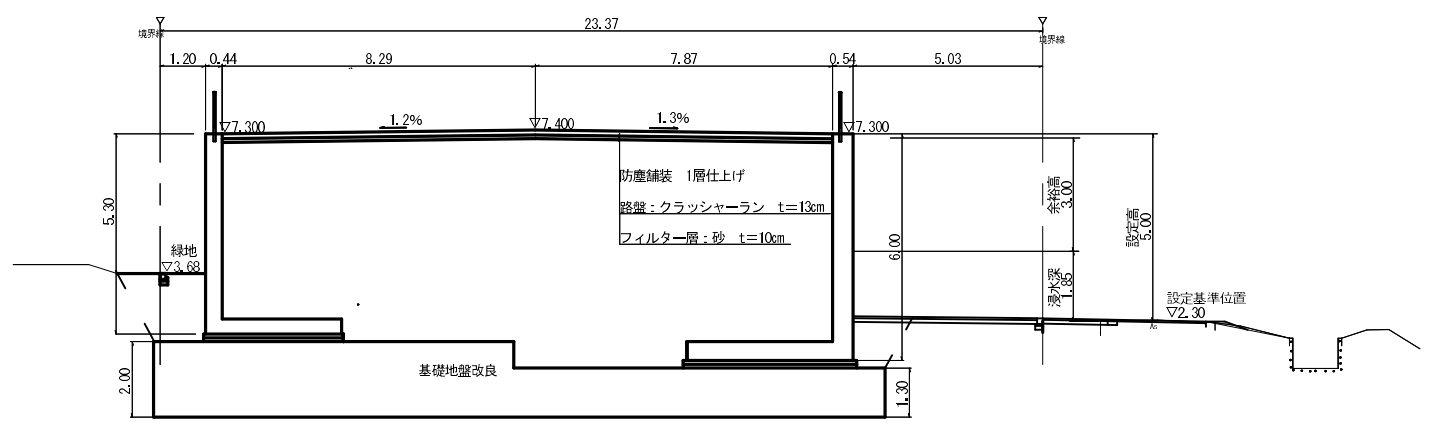 23.37
境界線
境界線
1.20
0.44
8.29
7.87
0.54
5.03
▽7.300
1.2%
▽7.400
1.3%
▽7.300
防塵舗装 1層仕上げ
路盤：クラッシャーラン t＝13cm
フィルター層：砂 t＝10cm
5.30
緑地
▽3.68
6.00
余裕高
3.00
設定高
5.00
浸水深
1.85
設定基準位置
▽2.30
As
基礎地盤改良
2.00
1.30